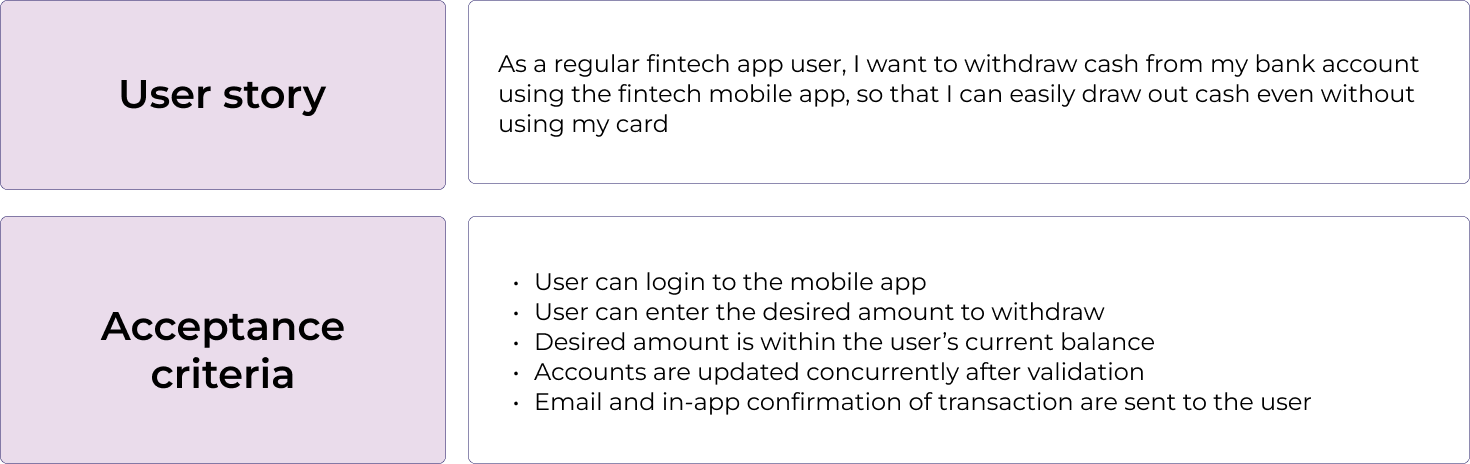 User story
As a regular fintech app user, I want to withdraw cash from my bank account
using the fintech mobile app, so that I can easily draw out cash even without
using my card
Acceptance
criteria
• User can login to the mobile app
• User can enter the desired amount to withdraw
• Desired amount is within the user’s current balance
• Accounts are updated concurrently after validation
• Email and in-app confirmation of transaction are sent to the user